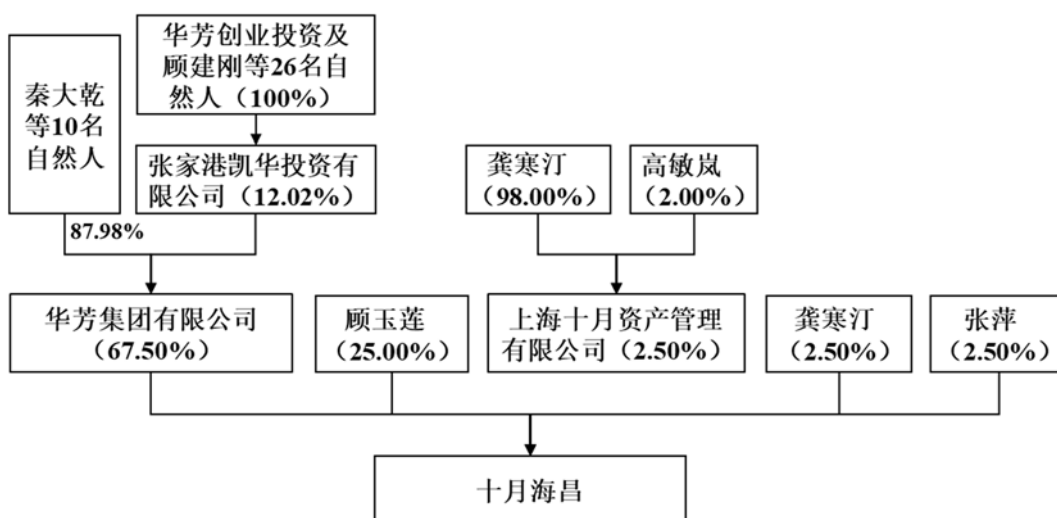 华芳创业投资及
顾建刚等26名自
然人（100%）
秦大乾
等10名
自然人
张家港凯华投资有
限公司（12.02%）
龚寒汀
（98.00%）
高敏岚
（2.00%）
87.98%
华芳集团有限公司
（67.50%）
顾玉莲
（25.00%）
上海十月资产管理
有限公司（2.50%）
龚寒汀
（2.50%）
张萍
（2.50%）
十月海昌